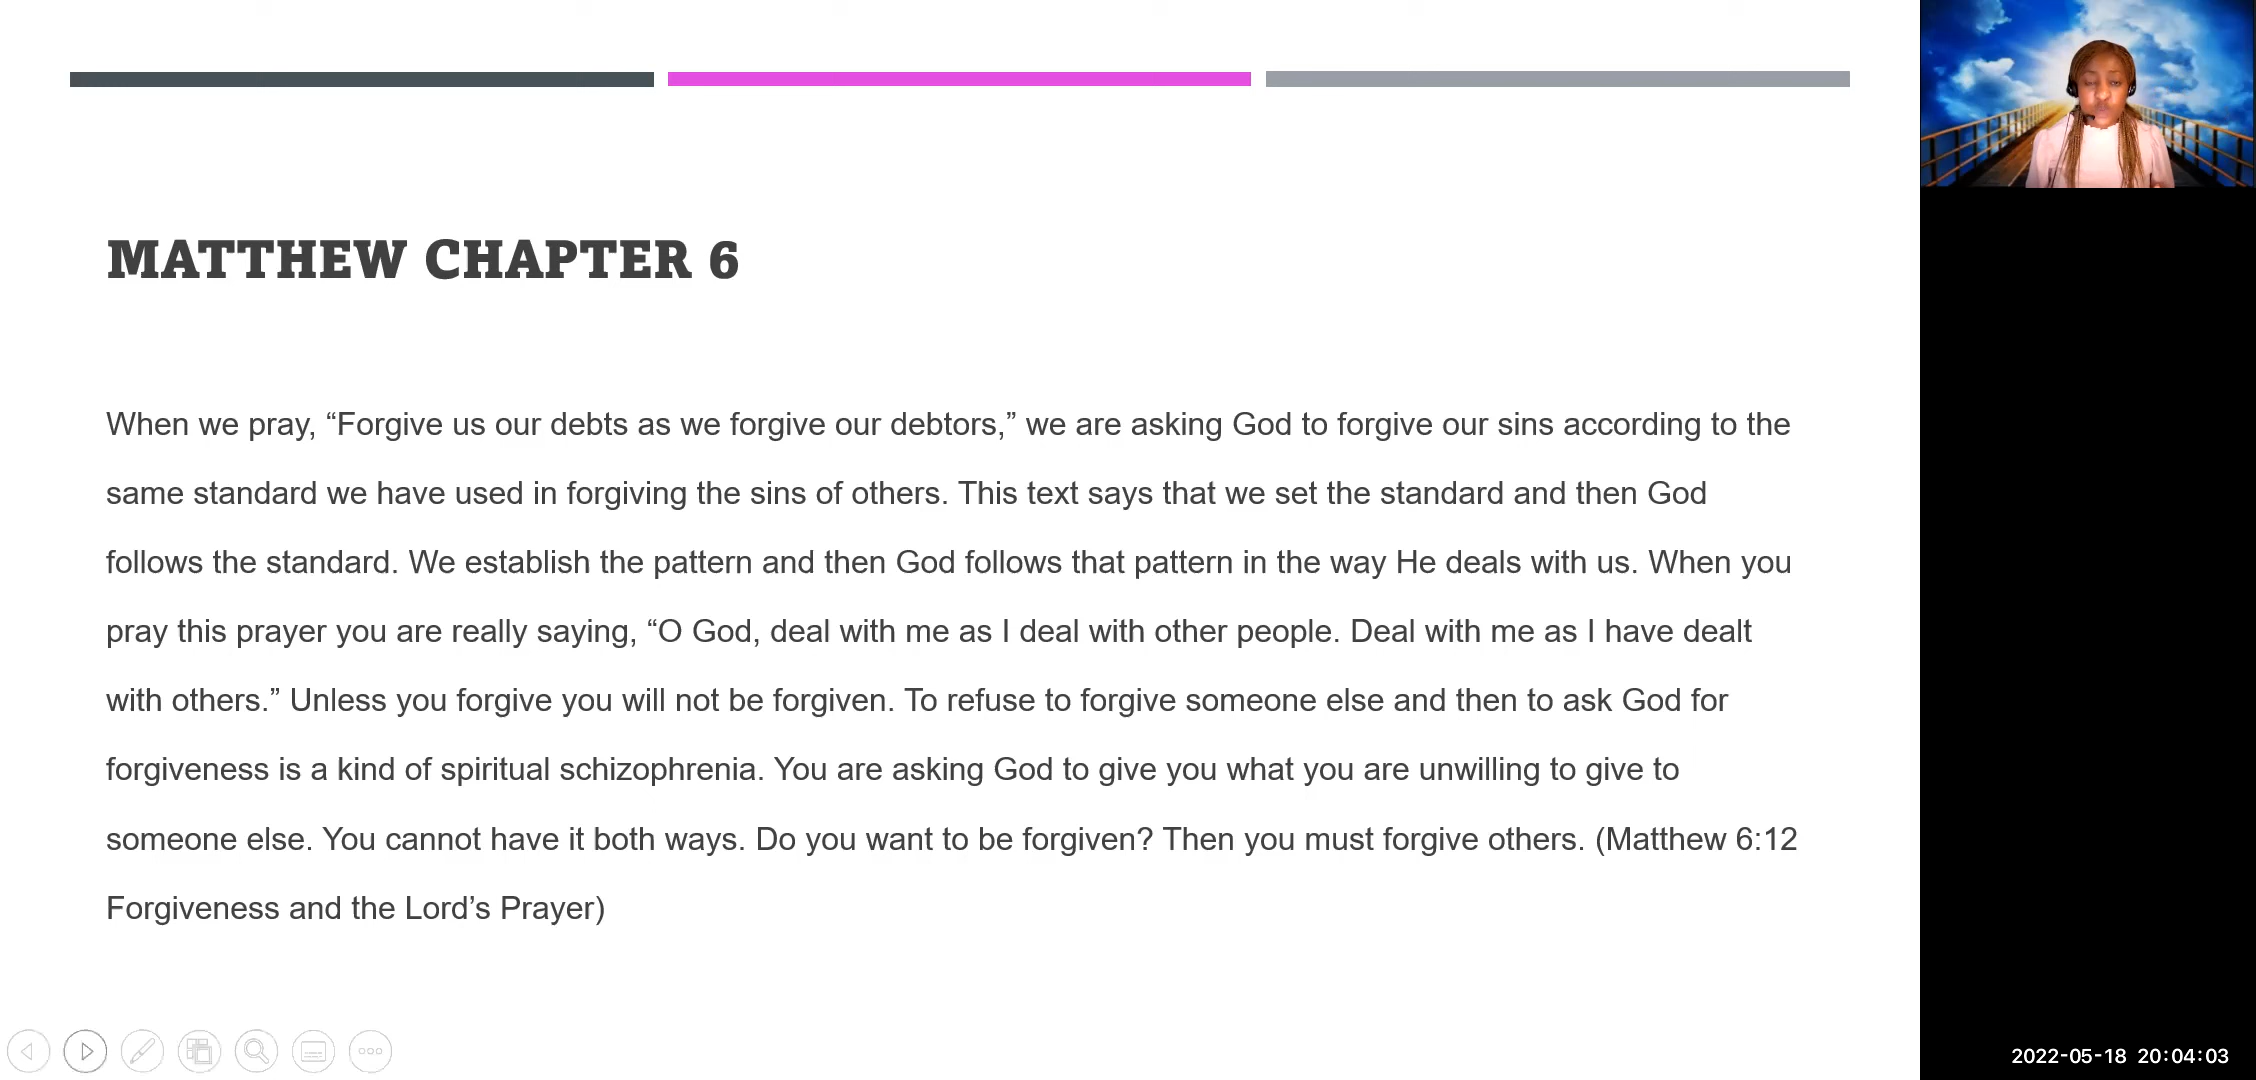 MATTHEW CHAPTER 6
When we pray, “Forgive us our debts as we forgive our debtors,” we are asking God to forgive our sins according to the
same standard we have used in forgiving the sins of others. This text says that we set the standard and then God
follows the standard. We establish the pattern and then God follows that pattern in the way He deals with us. When you
pray this prayer you are really saying, “O God, deal with me as I deal with other people. Deal with me as I have dealt
with others.” Unless you forgive you will not be forgiven. To refuse to forgive someone else and then to ask God for
forgiveness is a kind of spiritual schizophrenia. You are asking God to give you what you are unwilling to give to
someone else. You cannot have it both ways. Do you want to be forgiven? Then you must forgive others. (Matthew 6:12
Forgiveness and the Lord’s Prayer)
2022-05-18 20:04:03